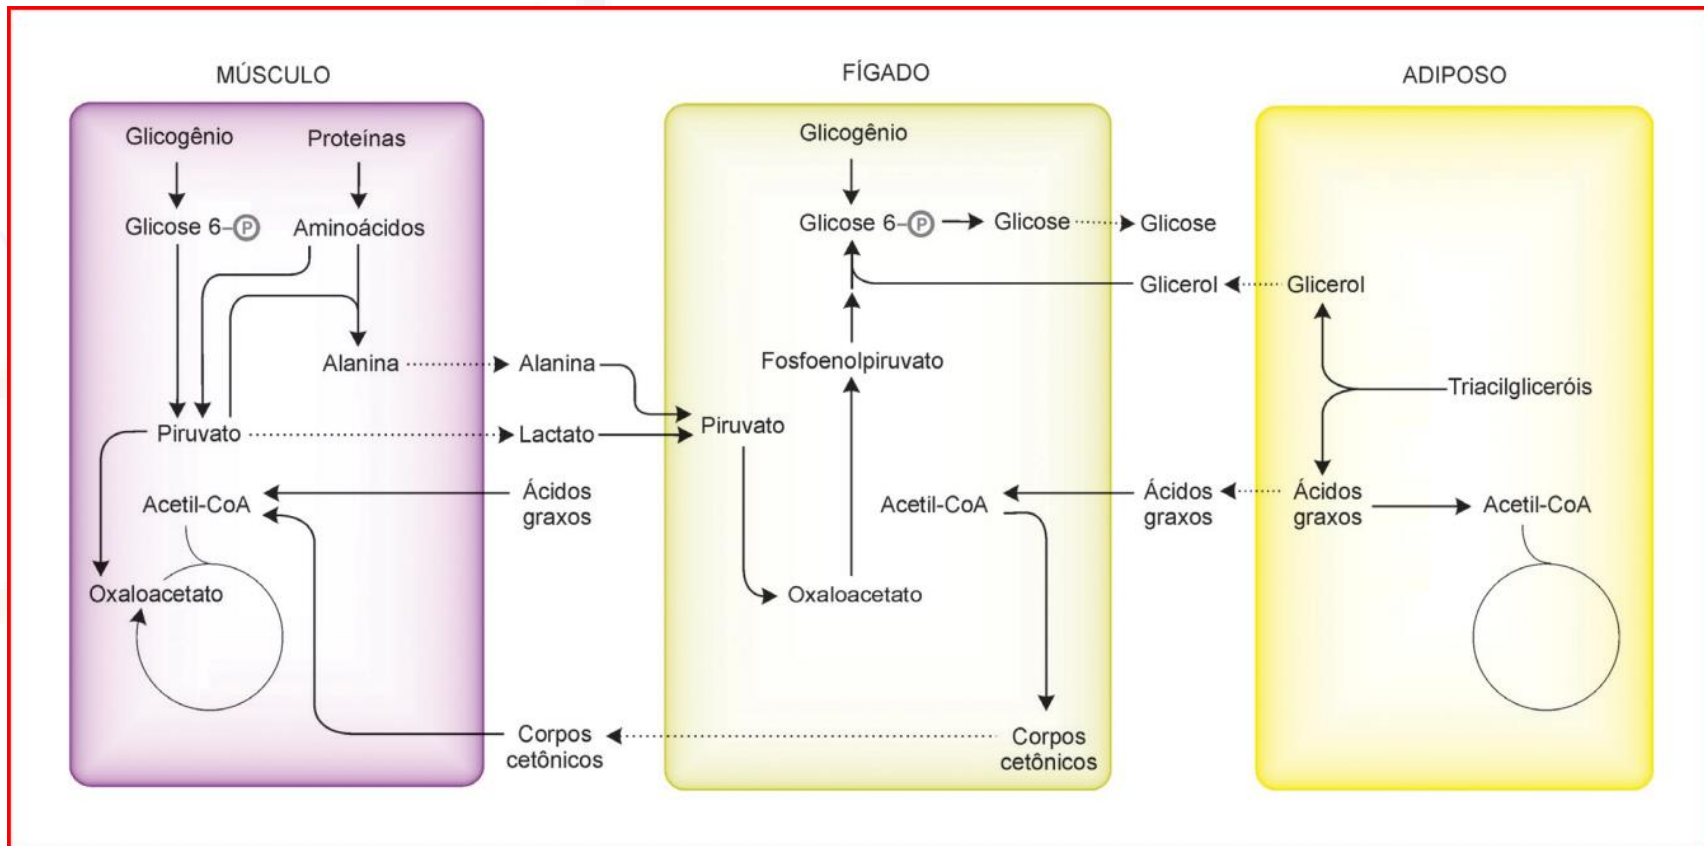 MÚSCULO
Glicogênio
Proteínas
Glicose 6–P
Aminoácidos
Alanina
Piruvato
Acetil-CoA
Oxaloacetato
Alanina
Lactato
Ácidos
graxos
Corpos
cetônicos
FÍGADO
Glicogênio
Glicose 6–P
Glicose
Glicose
Glicerol
Fosfoenolpiruvato
Piruvato
Acetil-CoA
Ácidos
graxos
Oxaloacetato
Corpos
cetônicos
ADIPOSO
Glicerol
Triacilgliceróis
Ácidos
graxos
Acetil-CoA